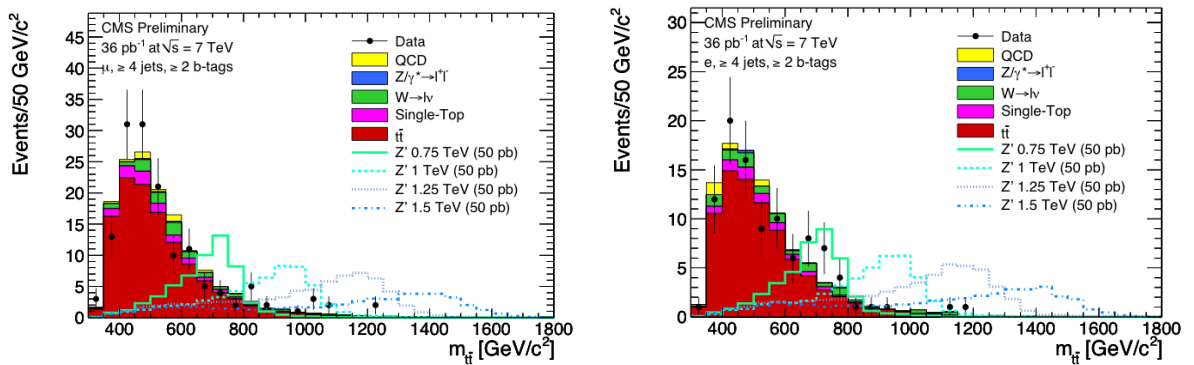 CMS Preliminary
36 pb⁻¹ at √s = 7 TeV
μ, ≥ 4 jets, ≥ 2 b-tags
Data
QCD
Z/γ*→l⁺l⁻
W→lν
Single-Top
tt̄
Z' 0.75 TeV (50 pb)
Z' 1 TeV (50 pb)
Z' 1.25 TeV (50 pb)
Z' 1.5 TeV (50 pb)
Events/50 GeV/c²
45
40
35
30
25
20
15
10
5
0
400 600 800 1000 1200 1400 1600 1800
m_tt̄ [GeV/c²]
CMS Preliminary
36 pb⁻¹ at √s = 7 TeV
e, ≥ 4 jets, ≥ 2 b-tags
Data
QCD
Z/γ*→l⁺l⁻
W→lν
Single-Top
tt̄
Z' 0.75 TeV (50 pb)
Z' 1 TeV (50 pb)
Z' 1.25 TeV (50 pb)
Z' 1.5 TeV (50 pb)
Events/50 GeV/c²
30
25
20
15
10
5
0
400 600 800 1000 1200 1400 1600 1800
m_tt̄ [GeV/c²]